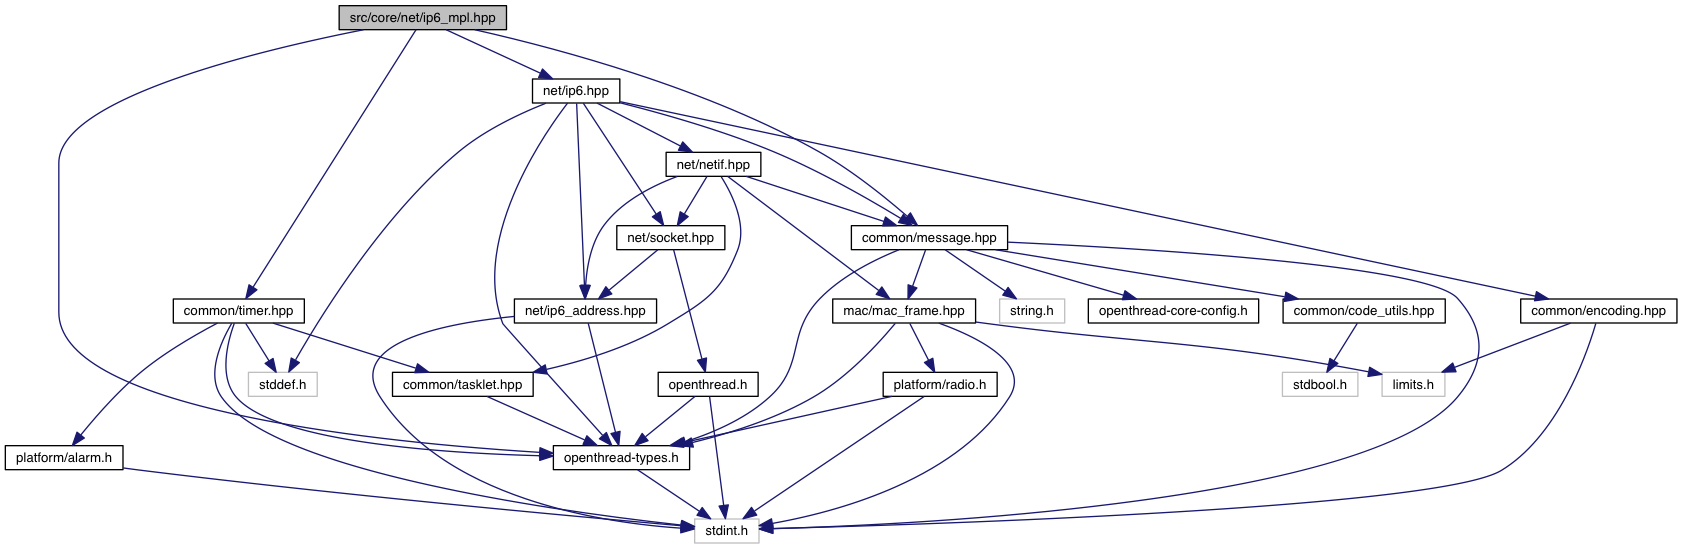 src/core/net/ip6_mpl.hpp
net/ip6.hpp
net/netif.hpp
net/socket.hpp
common/message.hpp
common/timer.hpp
net/ip6_address.hpp
mac/mac_frame.hpp
string.h
openthread-core-config.h
common/code_utils.hpp
common/encoding.hpp
stddef.h
common/tasklet.hpp
openthread.h
platform/radio.h
stdbool.h
limits.h
platform/alarm.h
openthread-types.h
stdint.h